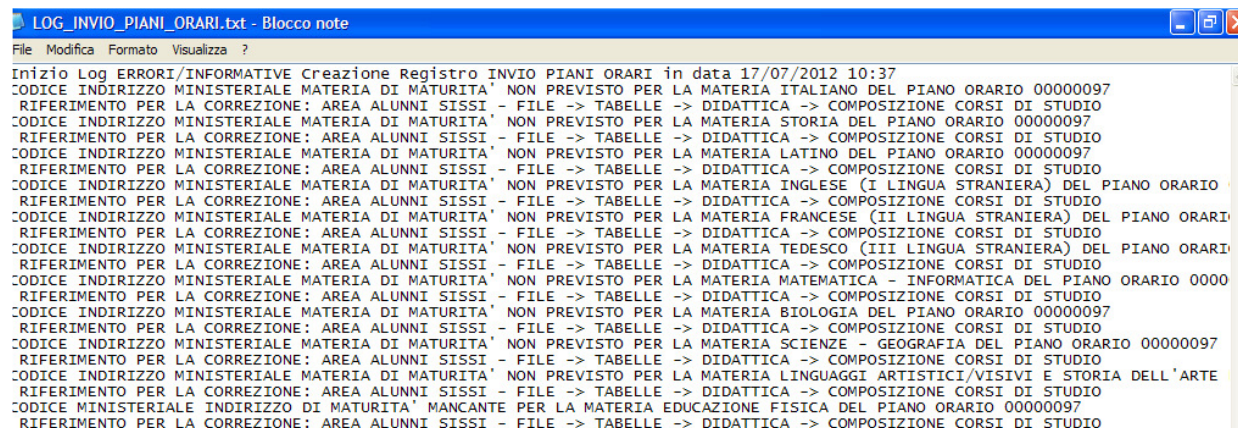 LOG_INVIO_PIANI_ORARI.txt - Blocco note
File Modifica Formato Visualizza ?
Inizio Log ERRORI/INFORMATIVE Creazione Registro INVIO PIANI ORARI in data 17/07/2012 10:37
CODICE INDIRIZZO MINISTERIALE MATERIA DI MATURITA' NON PREVISTO PER LA MATERIA ITALIANO DEL PIANO ORARIO 00000097
RIFERIMENTO PER LA CORREZIONE: AREA ALUNNI SISSI - FILE -> TABELLE -> DIDATTICA -> COMPOSIZIONE CORSI DI STUDIO
CODICE INDIRIZZO MINISTERIALE MATERIA DI MATURITA' NON PREVISTO PER LA MATERIA STORIA DEL PIANO ORARIO 00000097
RIFERIMENTO PER LA CORREZIONE: AREA ALUNNI SISSI - FILE -> TABELLE -> DIDATTICA -> COMPOSIZIONE CORSI DI STUDIO
CODICE INDIRIZZO MINISTERIALE MATERIA DI MATURITA' NON PREVISTO PER LA MATERIA LATINO DEL PIANO ORARIO 00000097
RIFERIMENTO PER LA CORREZIONE: AREA ALUNNI SISSI - FILE -> TABELLE -> DIDATTICA -> COMPOSIZIONE CORSI DI STUDIO
CODICE INDIRIZZO MINISTERIALE MATERIA DI MATURITA' NON PREVISTO PER LA MATERIA INGLESE (I LINGUA STRANIERA) DEL PIANO ORARIO
RIFERIMENTO PER LA CORREZIONE: AREA ALUNNI SISSI - FILE -> TABELLE -> DIDATTICA -> COMPOSIZIONE CORSI DI STUDIO
CODICE INDIRIZZO MINISTERIALE MATERIA DI MATURITA' NON PREVISTO PER LA MATERIA FRANCESE (II LINGUA STRANIERA) DEL PIANO ORARI
RIFERIMENTO PER LA CORREZIONE: AREA ALUNNI SISSI - FILE -> TABELLE -> DIDATTICA -> COMPOSIZIONE CORSI DI STUDIO
CODICE INDIRIZZO MINISTERIALE MATERIA DI MATURITA' NON PREVISTO PER LA MATERIA TEDESCO (III LINGUA STRANIERA) DEL PIANO ORARI
RIFERIMENTO PER LA CORREZIONE: AREA ALUNNI SISSI - FILE -> TABELLE -> DIDATTICA -> COMPOSIZIONE CORSI DI STUDIO
CODICE INDIRIZZO MINISTERIALE MATERIA DI MATURITA' NON PREVISTO PER LA MATERIA MATEMATICA - INFORMATICA DEL PIANO ORARIO 0000
RIFERIMENTO PER LA CORREZIONE: AREA ALUNNI SISSI - FILE -> TABELLE -> DIDATTICA -> COMPOSIZIONE CORSI DI STUDIO
CODICE INDIRIZZO MINISTERIALE MATERIA DI MATURITA' NON PREVISTO PER LA MATERIA BIOLOGIA DEL PIANO ORARIO 00000097
RIFERIMENTO PER LA CORREZIONE: AREA ALUNNI SISSI - FILE -> TABELLE -> DIDATTICA -> COMPOSIZIONE CORSI DI STUDIO
CODICE INDIRIZZO MINISTERIALE MATERIA DI MATURITA' NON PREVISTO PER LA MATERIA SCIENZE - GEOGRAFIA DEL PIANO ORARIO 00000097
RIFERIMENTO PER LA CORREZIONE: AREA ALUNNI SISSI - FILE -> TABELLE -> DIDATTICA -> COMPOSIZIONE CORSI DI STUDIO
CODICE INDIRIZZO MINISTERIALE MATERIA DI MATURITA' NON PREVISTO PER LA MATERIA LINGUAGGI ARTISTICI/VISIVI E STORIA DELL'ARTE
RIFERIMENTO PER LA CORREZIONE: AREA ALUNNI SISSI - FILE -> TABELLE -> DIDATTICA -> COMPOSIZIONE CORSI DI STUDIO
CODICE MINISTERIALE INDIRIZZO DI MATURITA' MANCANTE PER LA MATERIA EDUCAZIONE FISICA DEL PIANO ORARIO 00000097
RIFERIMENTO PER LA CORREZIONE: AREA ALUNNI SISSI - FILE -> TABELLE -> DIDATTICA -> COMPOSIZIONE CORSI DI STUDIO